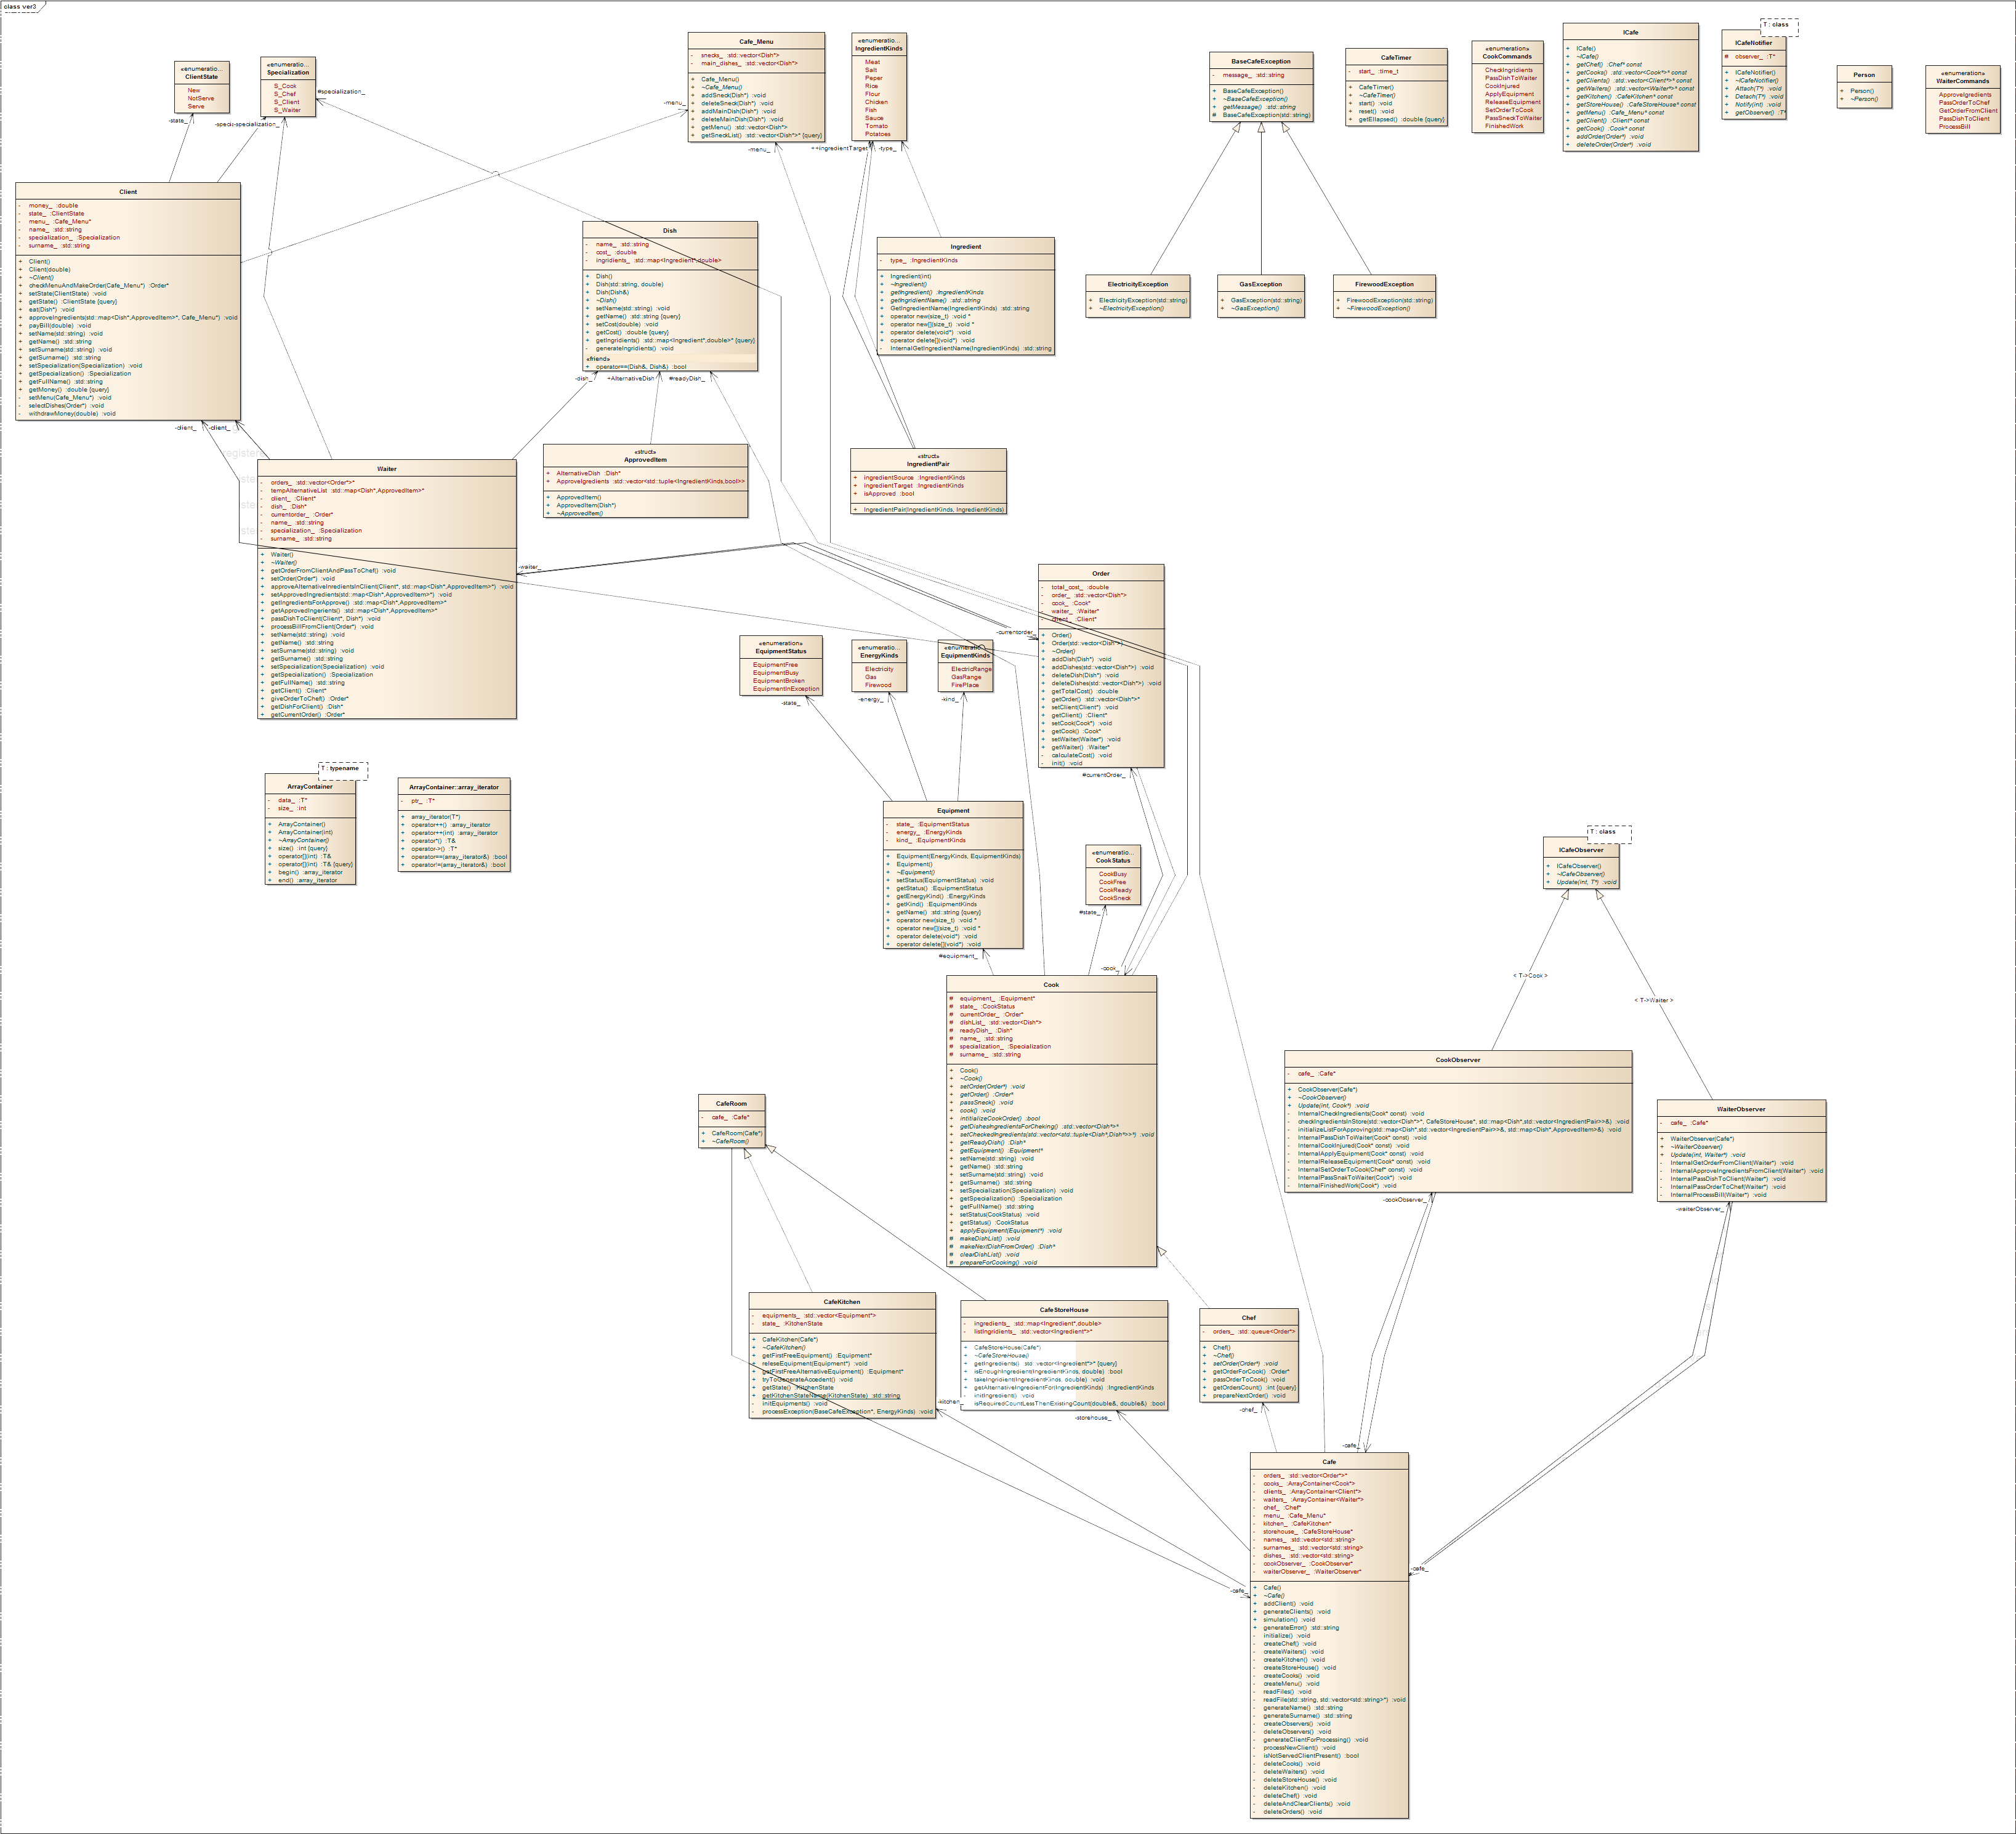 class ver3
«enumeratio...
ClientState
New
NotServe
Serve
«enumeratio...
Specialization
S_Cook
S_Chef
S_Client
S_Waiter
Cafe_Menu
- snecks_ :std::vector<Dish*>
- main_dishes_ :std::vector<Dish*>
+ Cafe_Menu()
+ ~Cafe_Menu()
+ addSneck(Dish*) :void
+ deleteSneck(Dish*) :void
+ addMainDish(Dish*) :void
+ deleteMainDish(Dish*) :void
+ getMenu() :std::vector<Dish*>
+ getSneckList() :std::vector<Dish*>* {query}
«enumeratio...
IngredientKinds
Meat
Salt
Peper
Rice
Flour
Chicken
Fish
Sauce
Tomato
Potatoes
BaseCafeException
- message_ :std::string
+ BaseCafeException()
+ ~BaseCafeException()
+ getMessage() :std::string
# BaseCafeException(std::string)
CafeTimer
- start_ :time_t
+ CafeTimer()
+ ~CafeTimer()
+ start() :void
+ reset() :void
+ getEllapsed() :double {query}
«enumeration»
CookCommands
CheckIngridients
PassDishToWaiter
CookInjured
ApplyEquipment
ReleaseEquipment
SetOrderToCook
PassSneckToWaiter
FinishedWork
ICafe
+ ICafe()
+ ~ICafe()
+ getChef() :Chef* const
+ getCooks() :std::vector<Cook*>* const
+ getClients() :std::vector<Client*>* const
+ getWaiters() :std::vector<Waiter*>* const
+ getKitchen() :CafeKitchen* const
+ getStoreHouse() :CafeStoreHouse* const
+ getMenu() :Cafe_Menu* const
+ getClient() :Client* const
+ getCook() :Cook* const
+ addOrder(Order*) :void
+ deleteOrder(Order*) :void
T : class
ICafeNotifier
# observer_ :T*
+ ICafeNotifier()
+ ~ICafeNotifier()
+ Attach(T*) :void
+ Detach(T*) :void
+ Notify(int) :void
+ getObserver() :T*
Person
+ Person()
+ ~Person()
«enumeration»
WaiterCommands
ApproveIgredients
PassOrderToChef
GetOrderFromClient
PassDishToClient
ProcessBill
#specialization_
-state_
-specis-specialization_
-menu_
-menu_
++ingredientTarget
-type_
Client
- money_ :double
- state_ :ClientState
- menu_ :Cafe_Menu*
- name_ :std::string
- specialization_ :Specialization
- surname_ :std::string
+ Client()
+ Client(double)
+ ~Client()
+ checkMenuAndMakeOrder(Cafe_Menu*) :Order*
+ setState(ClientState) :void
+ getState() :ClientState {query}
+ eat(Dish*) :void
+ approveIngredients(std::map<Dish*,ApprovedItem>*, Cafe_Menu*) :void
+ payBill(double) :void
+ setName(std::string) :void
+ getName() :std::string
+ setSurname(std::string) :void
+ getSurname() :std::string
+ setSpecialization(Specialization) :void
+ getSpecialization() :Specialization
+ getFullName() :std::string
+ getMoney() :double {query}
- setMenu(Cafe_Menu*) :void
- selectDishes(Order*) :void
- withdrawMoney(double) :void
Dish
- name_ :std::string
- cost_ :double
- ingridients_ :std::map<Ingredient*,double>
+ Dish()
+ Dish(std::string, double)
+ Dish(Dish&)
+ ~Dish()
+ setName(std::string) :void
+ getName() :std::string {query}
+ setCost(double) :void
+ getCost() :double {query}
+ getIngridients() :std::map<Ingredient*,double>* {query}
- generateIngridients() :void
«friend»
+ operator==(Dish&, Dish&) :bool
Ingredient
- type_ :IngredientKinds
+ Ingredient(int)
+ ~Ingredient()
+ getIngredient() :IngredientKinds
+ getIngridientName() :std::string
+ GetIngredientName(IngredientKinds) :std::string
+ operator new(size_t) :void *
+ operator new[](size_t) :void *
+ operator delete(void*) :void
+ operator delete[](void*) :void
- InternalGetIngredientName(IngredientKinds) :std::string
ElectricityException
+ ElectricityException(std::string)
+ ~ElectricityException()
GasException
+ GasException(std::string)
+ ~GasException()
FirewoodException
+ FirewoodException(std::string)
+ ~FirewoodException()
-dish_
+AlternativeDish
#readyDish_
-client_
-client_
Waiter
- orders_ :std::vector<Order*>*
- tempAlternativeList :std::map<Dish*,ApprovedItem>*
- client_ :Client*
- dish_ :Dish*
- currentorder_ :Order*
- name_ :std::string
- specialization_ :Specialization
- surname_ :std::string
+ Waiter()
+ ~Waiter()
+ getOrderFromClientAndPassToChef() :void
+ setOrder(Order*) :void
+ approveAlternativeInredientsInClient(Client*, std::map<Dish*,ApprovedItem>*) :void
+ setApprovedIngredients(std::map<Dish*,ApprovedItem>*) :void
+ getIngredientsForApprove() :std::map<Dish*,ApprovedItem>*
+ getApprovedIngerients() :std::map<Dish*,ApprovedItem>*
+ passDishToClient(Client*, Dish*) :void
+ processBillFromClient(Order*) :void
+ setName(std::string) :void
+ getName() :std::string
+ setSurname(std::string) :void
+ getSurname() :std::string
+ setSpecialization(Specialization) :void
+ getSpecialization() :Specialization
+ getFullName() :std::string
+ getClient() :Client*
+ giveOrderToChef() :Order*
+ getDishForClient() :Dish*
+ getCurrentOrder() :Order*
«struct»
ApprovedItem
+ AlternativeDish :Dish*
+ ApproveIgredients :std::vector<std::tuple<IngredientKinds,bool>>
+ ApprovedItem()
+ ApprovedItem(Dish*)
+ ~ApprovedItem()
«struct»
IngredientPair
+ ingredientSource :IngredientKinds
+ ingredientTarget :IngredientKinds
+ isApproved :bool
+ IngredientPair(IngredientKinds, IngredientKinds)
-waiter_
-currentorder_
Order
- total_cost_ :double
- order_ :std::vector<Dish*>
- cook_ :Cook*
- waiter_ :Waiter*
- client_ :Client*
+ Order()
+ Order(std::vector<Dish*>)
+ ~Order()
+ addDish(Dish*) :void
+ addDishes(std::vector<Dish*>) :void
+ deleteDish(Dish*) :void
+ deleteDishes(std::vector<Dish*>) :void
+ getTotalCost() :double
+ getOrder() :std::vector<Dish*>*
+ setClient(Client*) :void
+ getClient() :Client*
+ setCook(Cook*) :void
+ getCook() :Cook*
+ setWaiter(Waiter*) :void
+ getWaiter() :Waiter*
- calculateCost() :void
- init() :void
«enumeration»
EquipmentStatus
EquipmentFree
EquipmentBusy
EquipmentBroken
EquipmentInException
«enumeratio...
EnergyKinds
Electricity
Gas
Firewood
«enumeratio...
EquipmentKinds
ElectricRange
GasRange
FirePlace
-state_
-energy_
-kind_
#currentOrder_
T : typename
ArrayContainer
- data_ :T*
- size_ :int
+ ArrayContainer()
+ ArrayContainer(int)
+ ~ArrayContainer()
+ size() :int {query}
+ operator[](int) :T&
+ operator[](int) :T& {query}
+ begin() :array_iterator
+ end() :array_iterator
ArrayContainer::array_iterator
- ptr_ :T*
+ array_iterator(T*)
+ operator++() :array_iterator
+ operator++(int) :array_iterator
+ operator*() :T&
+ operator->() :T*
+ operator==(array_iterator&) :bool
+ operator!=(array_iterator&) :bool
Equipment
- state_ :EquipmentStatus
- energy_ :EnergyKinds
- kind_ :EquipmentKinds
+ Equipment(EnergyKinds, EquipmentKinds)
+ Equipment()
+ ~Equipment()
+ setStatus(EquipmentStatus) :void
+ getStatus() :EquipmentStatus
+ getEnergyKind() :EnergyKinds
+ getKind() :EquipmentKinds
+ getName() :std::string {query}
+ operator new(size_t) :void *
+ operator new[](size_t) :void *
+ operator delete(void*) :void
+ operator delete[](void*) :void
«enumeratio...
CookStatus
CookBusy
CookFree
CookReady
CookSneck
#state_
#equipment_
-cook_
T : class
ICafeObserver
+ ICafeObserver()
+ ~ICafeObserver()
+ Update(int, T*) :void
< T->Cook >
< T->Waiter >
Cook
# equipment_ :Equipment*
# state_ :CookStatus
# currentOrder_ :Order*
# dishList_ :std::vector<Dish*>
# readyDish_ :Dish*
# name_ :std::string
# specialization_ :Specialization
# surname_ :std::string
+ Cook()
+ ~Cook()
+ setOrder(Order*) :void
+ getOrder() :Order*
+ passSneck() :void
+ cook() :void
+ intitializeCookOrder() :bool
+ getDishesIngredientsForCheking() :std::vector<Dish*>*
+ setCheckedIngredients(std::vector<std::tuple<Dish*,Dish*>>*) :void
+ getReadyDish() :Dish*
+ getEquipment() :Equipment*
+ setName(std::string) :void
+ getName() :std::string
+ setSurname(std::string) :void
+ getSurname() :std::string
+ setSpecialization(Specialization) :void
+ getSpecialization() :Specialization
+ getFullName() :std::string
+ setStatus(CookStatus) :void
+ getStatus() :CookStatus
+ applyEquipment(Equipment*) :void
# makeDishList() :void
# makeNextDishFromOrder() :Dish*
# clearDishList() :void
# prepareForCooking() :void
CookObserver
- cafe_ :Cafe*
+ CookObserver(Cafe*)
+ ~CookObserver()
+ Update(int, Cook*) :void
- InternalCheckIngredients(Cook* const) :void
- checkIngredientsInStore(std::vector<Dish*>*, CafeStoreHouse*, std::map<Dish*,std::vector<IngredientPair>>&) :void
- initializeListForApproving(std::map<Dish*,std::vector<IngredientPair>>&, std::map<Dish*,ApprovedItem>&) :void
- InternalPassDishToWaiter(Cook* const) :void
- InternalCookInjured(Cook* const) :void
- InternalApplyEquipment(Cook* const) :void
- InternalReleaseEquipment(Cook* const) :void
- InternalSetOrderToCook(Chef* const) :void
- InternalPassSnakToWaiter(Cook*) :void
- InternalFinishedWork(Cook*) :void
WaiterObserver
- cafe_ :Cafe*
+ WaiterObserver(Cafe*)
+ ~WaiterObserver()
+ Update(int, Waiter*) :void
- InternalGetOrderFromClient(Waiter*) :void
- InternalApproveIngredientsFromClient(Waiter*) :void
- InternalPassDishToClient(Waiter*) :void
- InternalPassOrderToChef(Waiter*) :void
- InternalProcessBill(Waiter*) :void
-cookObserver_
-waiterObserver_
CafeRoom
- cafe_ :Cafe*
+ CafeRoom(Cafe*)
+ ~CafeRoom()
CafeKitchen
- equipments_ :std::vector<Equipment*>
- state_ :KitchenState
+ CafeKitchen(Cafe*)
+ ~CafeKitchen()
+ getFirstFreeEquipment() :Equipment*
+ releseEquipment(Equipment*) :void
+ getFirstFreeAlternativeEquipment() :Equipment*
+ tryToGenerateAccedent() :void
+ getState() :KitchenState
+ getKitchenStateName(KitchenState) :std::string
- initEquipments() :void
- processException(BaseCafeException*, EnergyKinds) :void
CafeStoreHouse
- ingredients_ :std::map<Ingredient*,double>
- listIngridients_ :std::vector<Ingredient*>*
+ CafeStoreHouse(Cafe*)
+ ~CafeStoreHouse()
+ getIngredients() :std::vector<Ingredient*>* {query}
+ isEnoughIngredient(IngredientKinds, double) :bool
+ takeIngridient(IngredientKinds, double) :void
+ getAlternativeIngredientFor(IngredientKinds) :IngredientKinds
- initIngredient() :void
- isRequiredCountLessThenExistingCount(double&, double&) :bool
Chef
- orders_ :std::queue<Order*>
+ Chef()
+ ~Chef()
+ setOrder(Order*) :void
+ getOrderForCook() :Order*
+ passOrderToCook() :void
+ getOrdersCount() :int {query}
+ prepareNextOrder() :void
-kitchen_
-storehouse_
-chef_
-cafe_
-cafe_
-cafe_
Cafe
- orders_ :std::vector<Order*>*
- cooks_ :ArrayContainer<Cook*>
- clients_ :ArrayContainer<Client*>
- waiters_ :ArrayContainer<Waiter*>
- chef_ :Chef*
- menu_ :Cafe_Menu*
- kitchen_ :CafeKitchen*
- storehouse_ :CafeStoreHouse*
- names_ :std::vector<std::string>
- surnames_ :std::vector<std::string>
- dishes_ :std::vector<std::string>
- cookObserver_ :CookObserver*
- waiterObserver_ :WaiterObserver*
+ Cafe()
+ ~Cafe()
+ addClient() :void
+ generateClients() :void
+ simulation() :void
+ generateError() :std::string
- initialize() :void
- createChef() :void
- createWaiters() :void
- createKitchen() :void
- createStoreHouse() :void
- createCooks() :void
- createMenu() :void
- readFiles() :void
- readFile(std::string, std::vector<std::string>*) :void
- generateName() :std::string
- generateSurname() :std::string
- createObservers() :void
- deleteObservers() :void
- generateClientForProcessing() :void
- processNewClient() :void
- isNotServedClientPresent() :bool
- deleteCooks() :void
- deleteWaiters() :void
- deleteStoreHouse() :void
- deleteKitchen() :void
- deleteChef() :void
- deleteAndClearClients() :void
- deleteOrders() :void